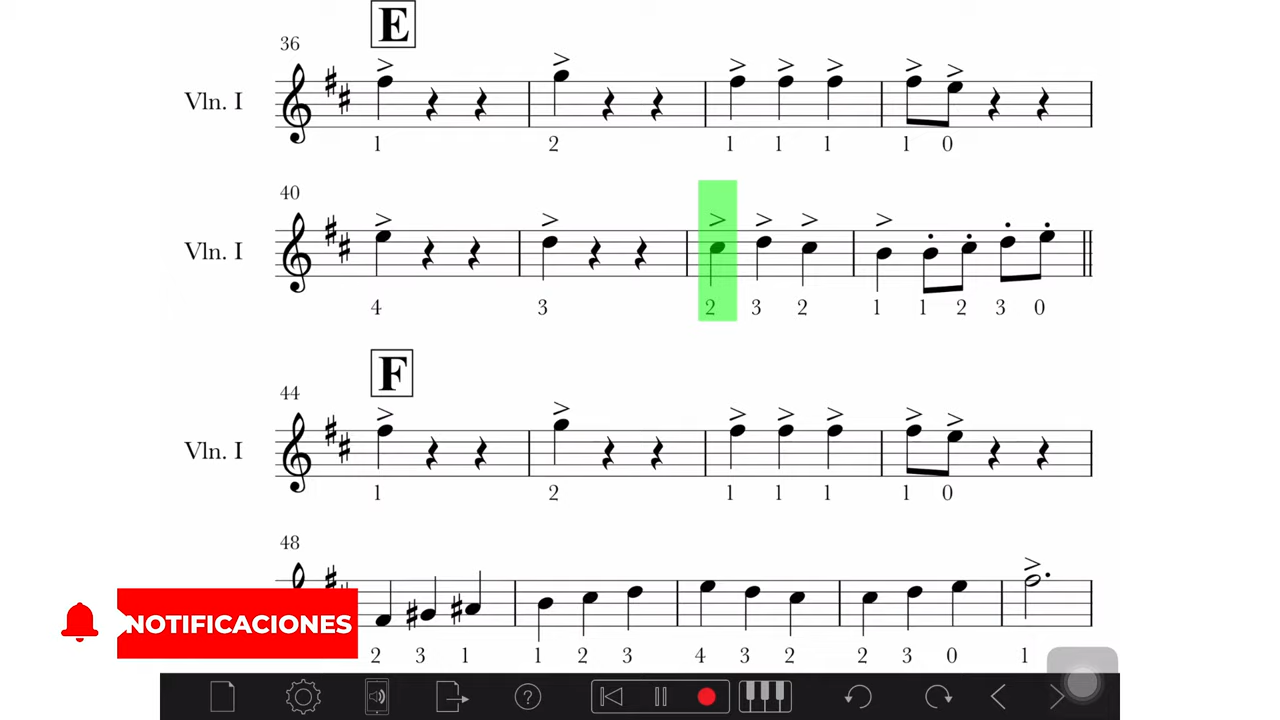 E
36
Vln. I
1 2 1 1 1 1 0
40
Vln. I
4 3 2 3 2 1 1 2 3 0
F
44
Vln. I
1 2 1 1 1 1 0
48
NOTIFICACIONES
2 3 1 1 2 3 4 3 2 2 3 0 1
?